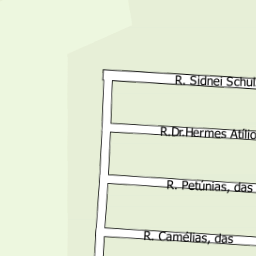 R. Sidnei Schul
R.Dr.Hermes Atílio
R. Petúnias, das
R. Camélias, das